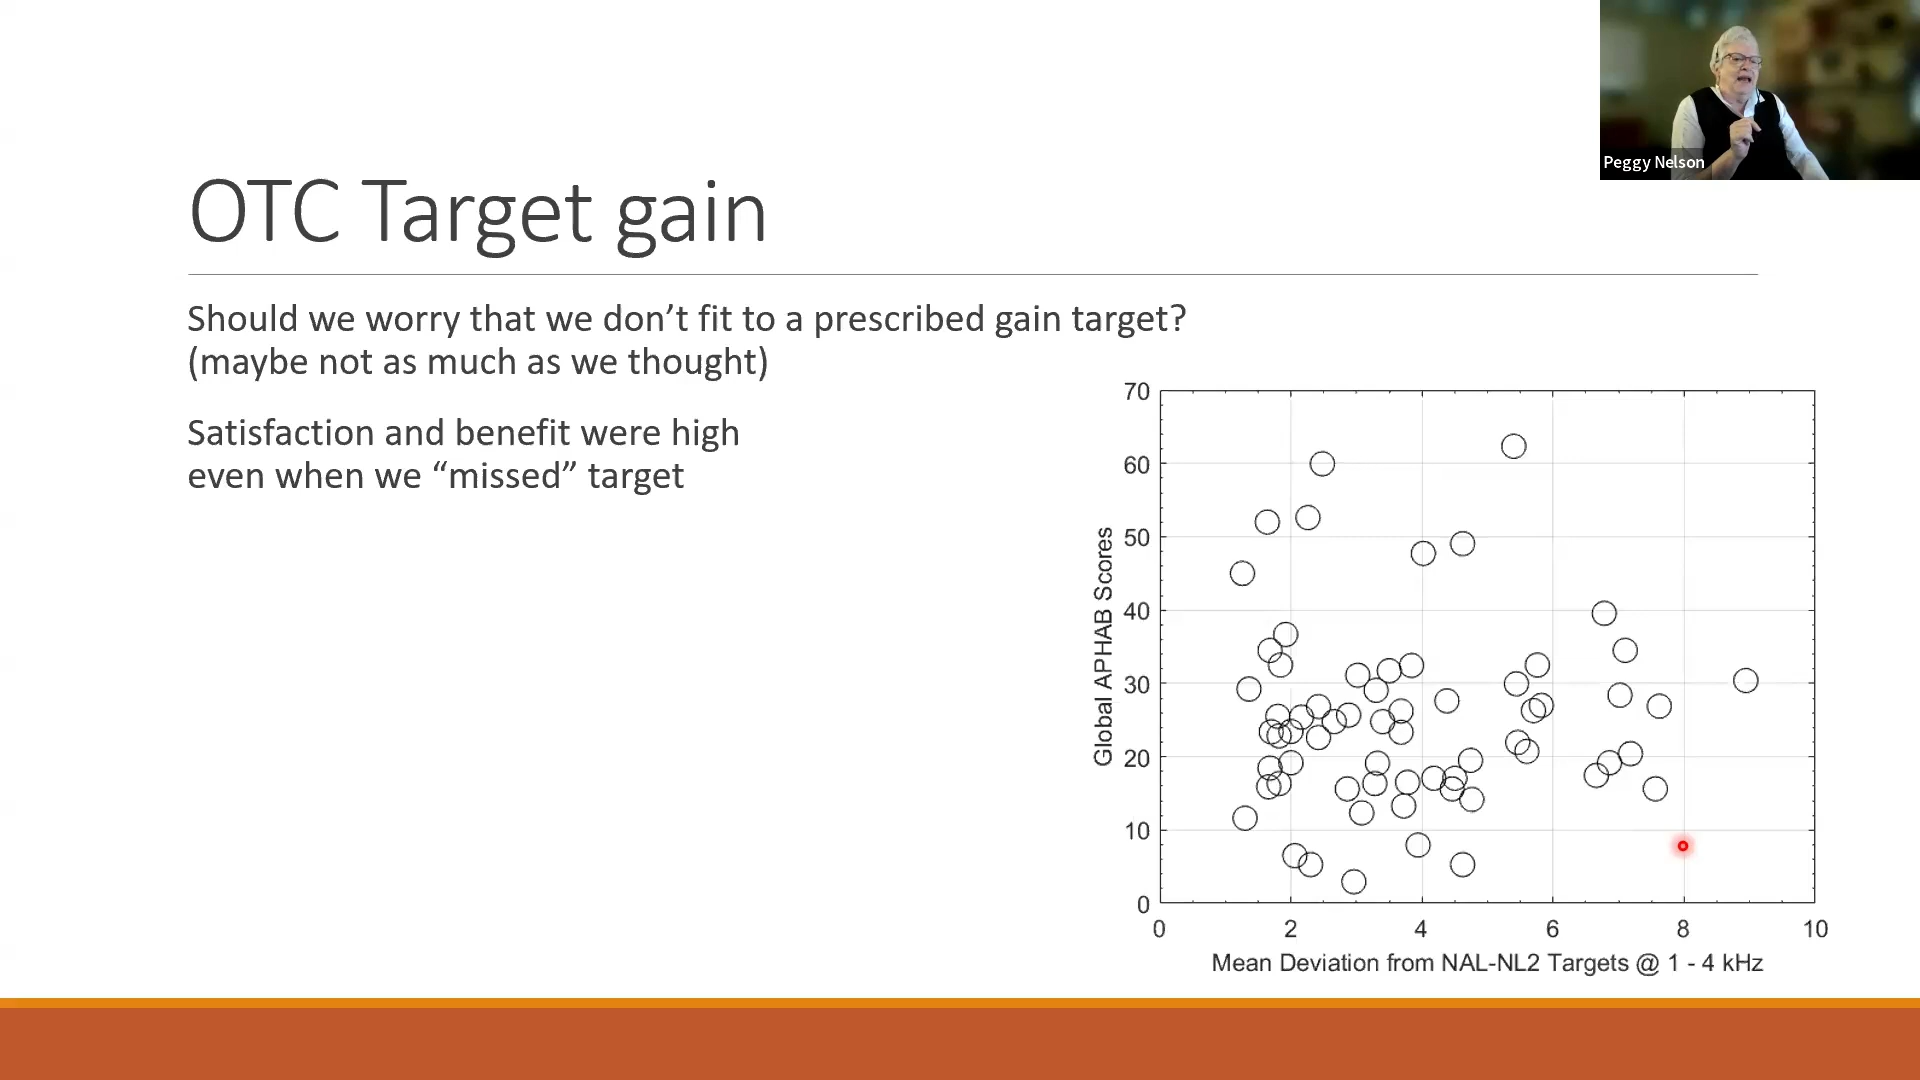 Peggy Nelson
OTC Target gain
Should we worry that we don’t fit to a prescribed gain target?
(maybe not as much as we thought)
Satisfaction and benefit were high
even when we “missed” target
70
60
50
40
30
20
10
0
Global APHAB Scores
0 2 4 6 8 10
Mean Deviation from NAL-NL2 Targets @ 1 - 4 kHz